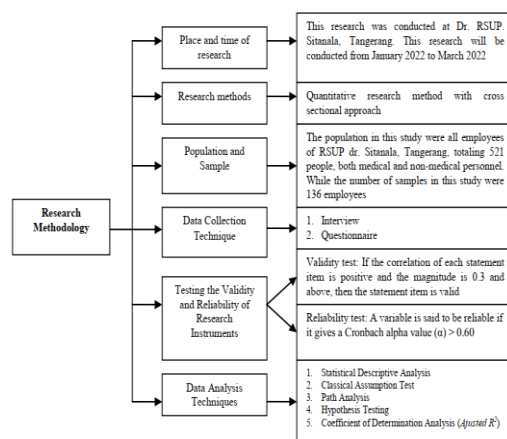 Research
Methodology
Place and time of
research
This research was conducted at Dr. RSUP.
Sitanala, Tangerang. This research will be
conducted from January 2022 to March 2022
Research methods
Quantitative research method with cross
sectional approach
Population and
Sample
The population in this study were all employees
of RSUP dr. Sitanala, Tangerang, totaling 521
people, both medical and non-medical personnel.
While the number of samples in this study were
136 employees
Data Collection
Technique
1. Interview
2. Questionnaire
Testing the Validity
and Reliability of
Research
Instruments
Validity test: If the correlation of each statement
item is positive and the magnitude is 0.3 and
above, then the statement item is valid
Reliability test: A variable is said to be reliable if
it gives a Cronbach alpha value (α) > 0.60
Data Analysis
Techniques
1. Statistical Descriptive Analysis
2. Classical Assumption Test
3. Path Analysis
4. Hypothesis Testing
5. Coefficient of Determination Analysis (Ajusted R²)